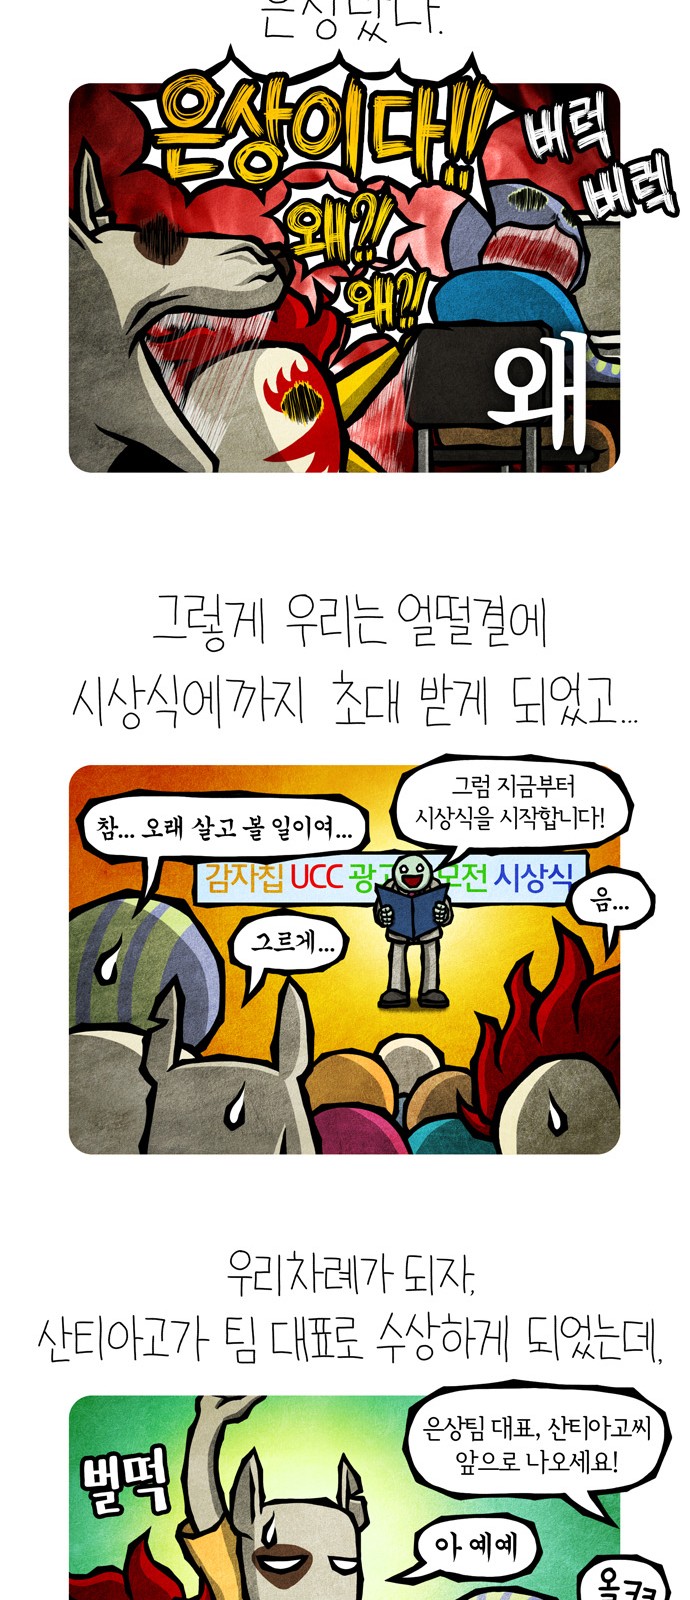 은상이다!!
버럭
버럭
왜?!
왜?!
왜
그렇게 우리는 얼떨결에
시상식에까지 초대 받게 되었고...
그럼 지금부터
시상식을 시작합니다!
참... 오래 살고 볼 일이여...
감자집 UCC 광고 모전 시상식
음...
그르게...
우리차례가 되자,
산티아고가 팀 대표로 수상하게 되었는데,
은상팀 대표, 산티아고씨
앞으로 나오세요!
벌떡
아 예예